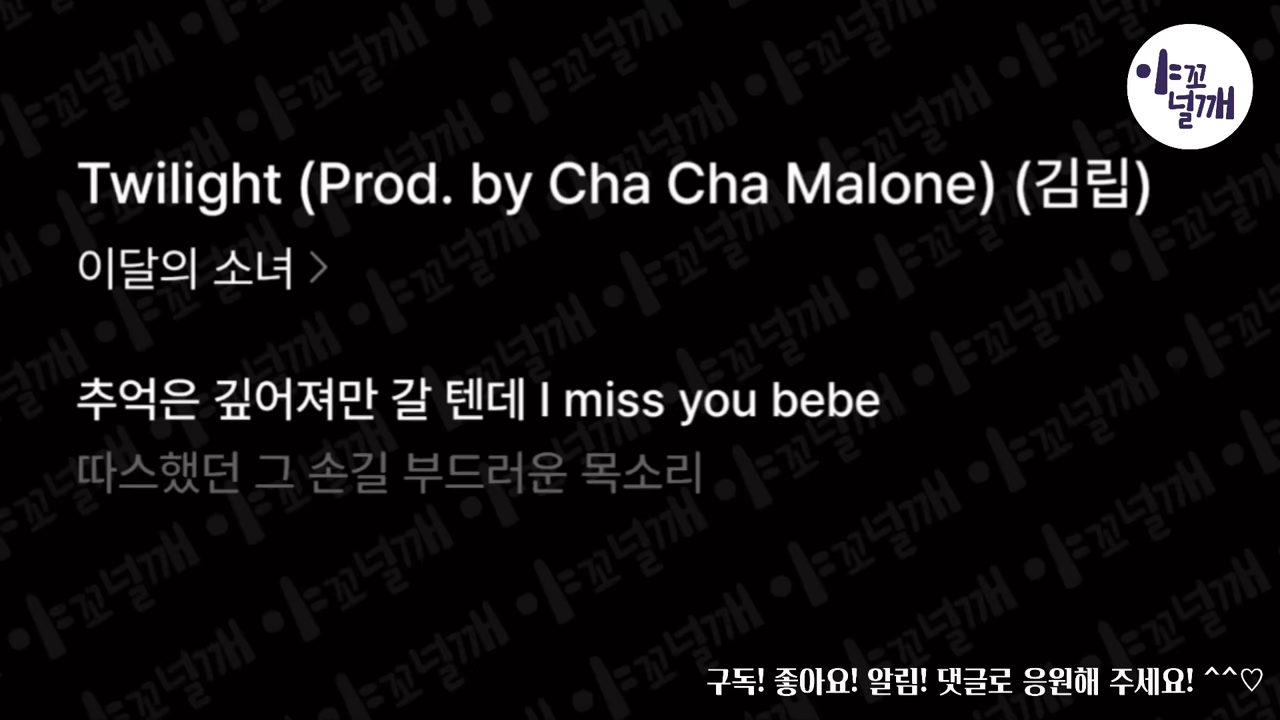 야꼬
널깨
Twilight (Prod. by Cha Cha Malone) (김립)
이달의 소녀 >
추억은 깊어져만 갈 텐데 I miss you bebe
따스했던 그 손길 부드러운 목소리
구독! 좋아요! 알림! 댓글로 응원해 주세요! ^^♡